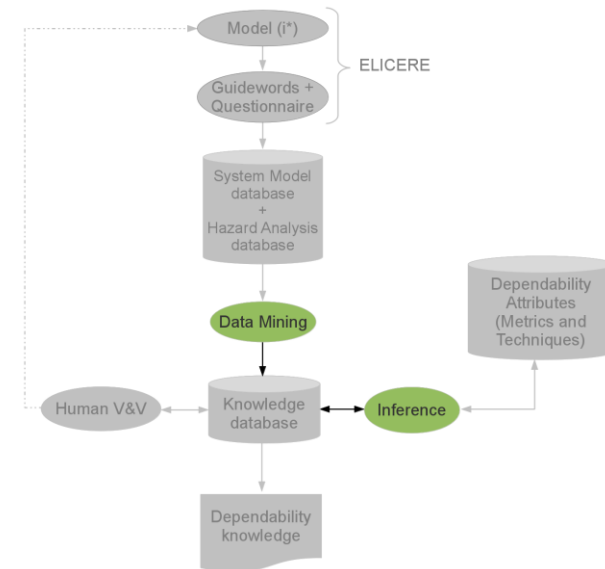 Model (i*)
ELICERE
Guidewords +
Questionnaire
System Model
database
+
Hazard Analysis
database
Dependability
Attributes
(Metrics and
Techniques)
Data Mining
Human V&V
Knowledge
database
Inference
Dependability
knowledge